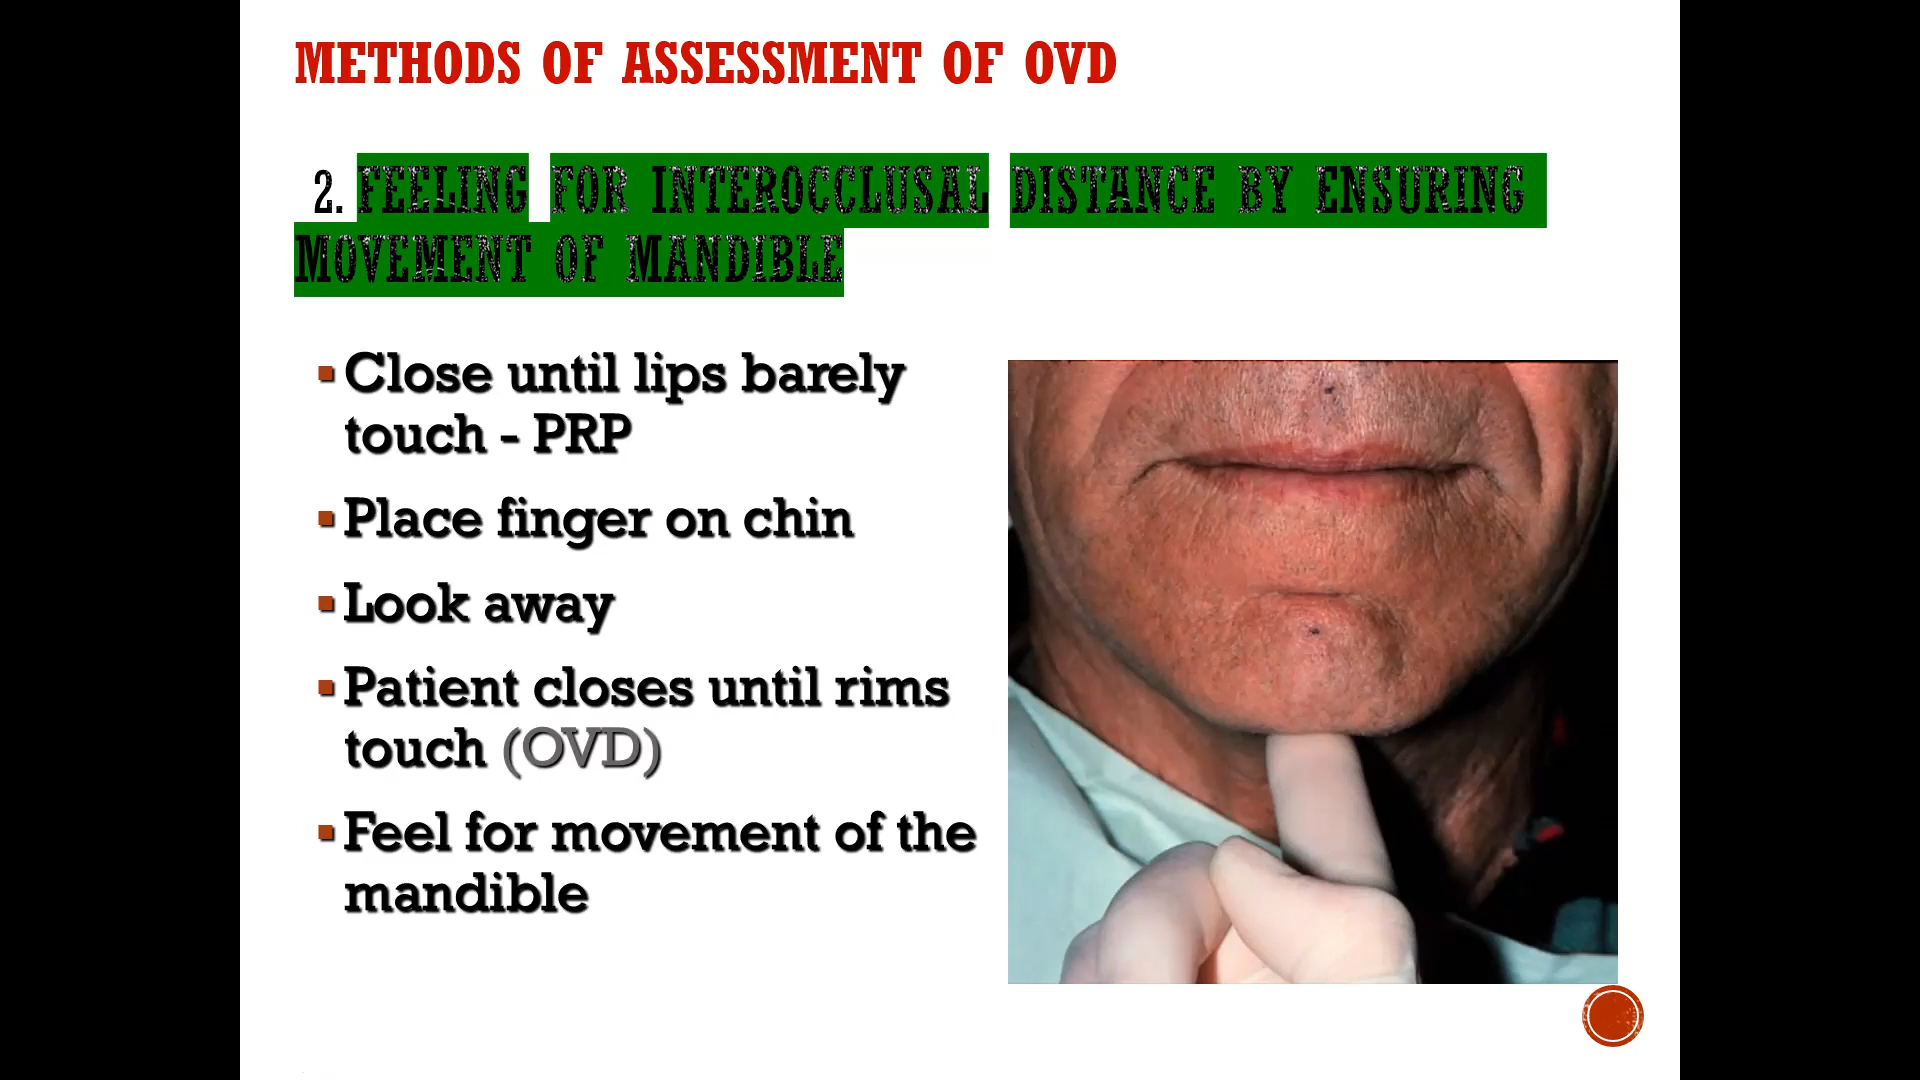 METHODS OF ASSESSMENT OF OVD
2. FEELING FOR INTEROCCLUSAL DISTANCE BY ENSURING
MOVEMENT OF MANDIBLE
▪Close until lips barely
touch - PRP
▪Place finger on chin
▪Look away
▪Patient closes until rims
touch (OVD)
▪Feel for movement of the
mandible